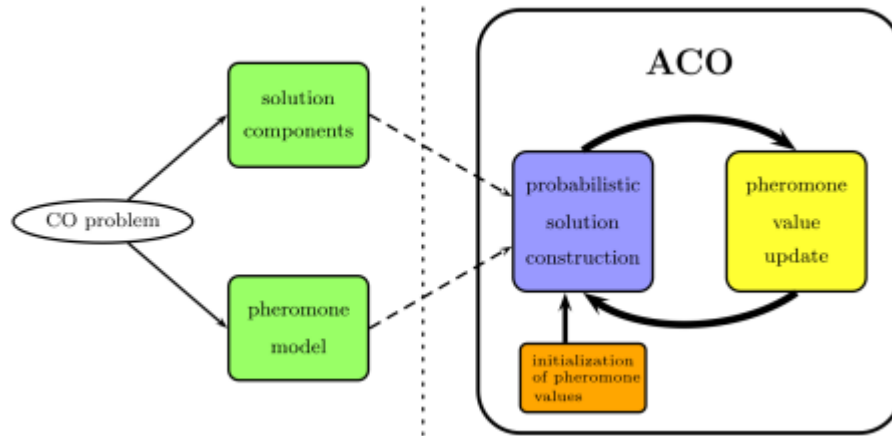 ACO
solution
components
CO problem
pheromone
model
probabilistic
solution
construction
pheromone
value
update
initialization
of pheromone
values